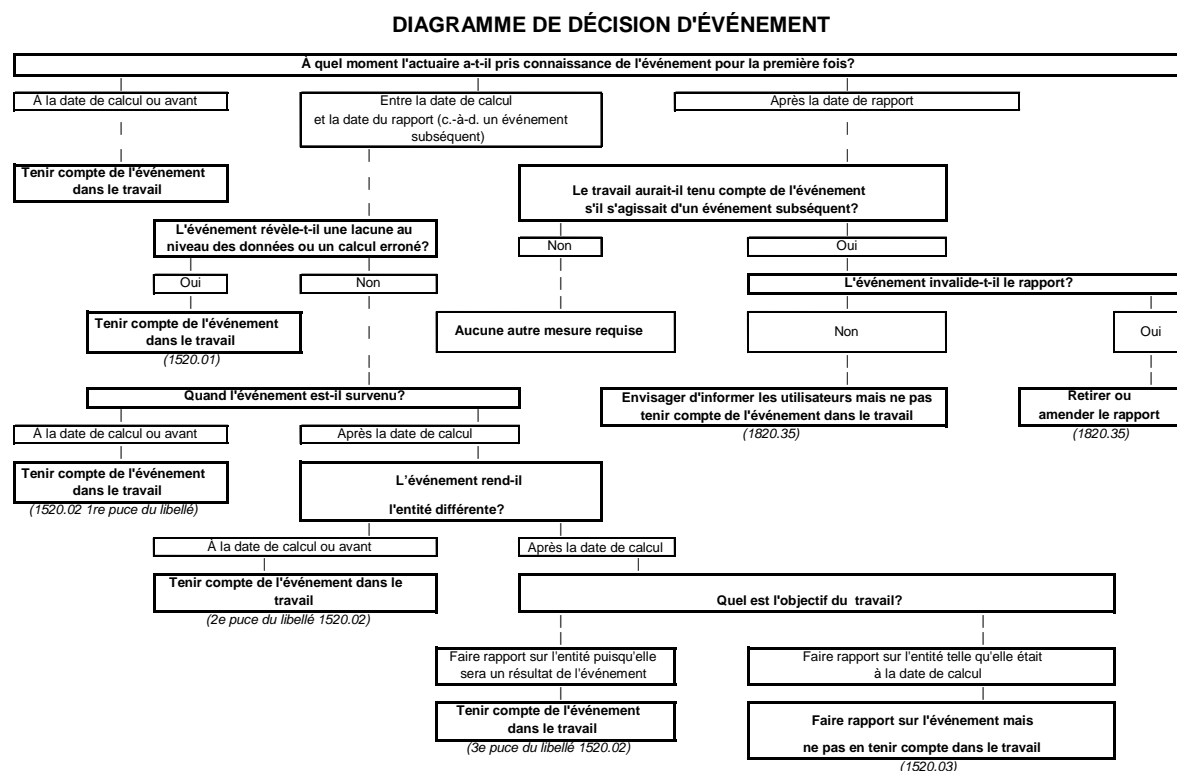 DIAGRAMME DE DÉCISION D'ÉVÉNEMENT
À quel moment l'actuaire a-t-il pris connaissance de l'événement pour la première fois?
À la date de calcul ou avant
Entre la date de calcul
et la date du rapport (c.-à-d. un événement
subséquent)
Après la date de rapport
Tenir compte de l'événement
dans le travail
Le travail aurait-il tenu compte de l'événement
s'il s'agissait d'un événement subséquent?
L'événement révèle-t-il une lacune au
niveau des données ou un calcul erroné?
Non
Oui
Oui
Non
L'événement invalide-t-il le rapport?
Tenir compte de l'événement
dans le travail
(1520.01)
Aucune autre mesure requise
Non
Oui
Quand l'événement est-il survenu?
Envisager d'informer les utilisateurs mais ne pas
tenir compte de l'événement dans le travail
(1820.35)
Retirer ou
amender le rapport
(1820.35)
À la date de calcul ou avant
Après la date de calcul
Tenir compte de l'événement
dans le travail
(1520.02 1re puce du libellé)
L'événement rend-il
l'entité différente?
À la date de calcul ou avant
Après la date de calcul
Tenir compte de l'événement dans le
travail
(2e puce du libellé 1520.02)
Quel est l'objectif du travail?
Faire rapport sur l'entité puisqu'elle
sera un résultat de l'événement
Faire rapport sur l'entité telle qu'elle était
à la date de calcul
Tenir compte de l'événement
dans le travail
(3e puce du libellé 1520.02)
Faire rapport sur l'événement mais
ne pas en tenir compte dans le travail
(1520.03)